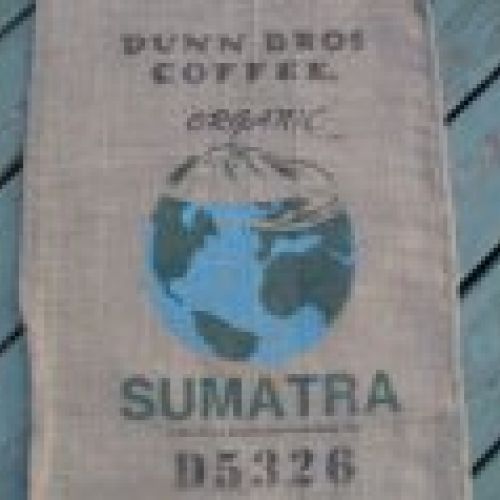 DUNN BROS
COFFEE
ORGANIC
SUMATRA
D5326